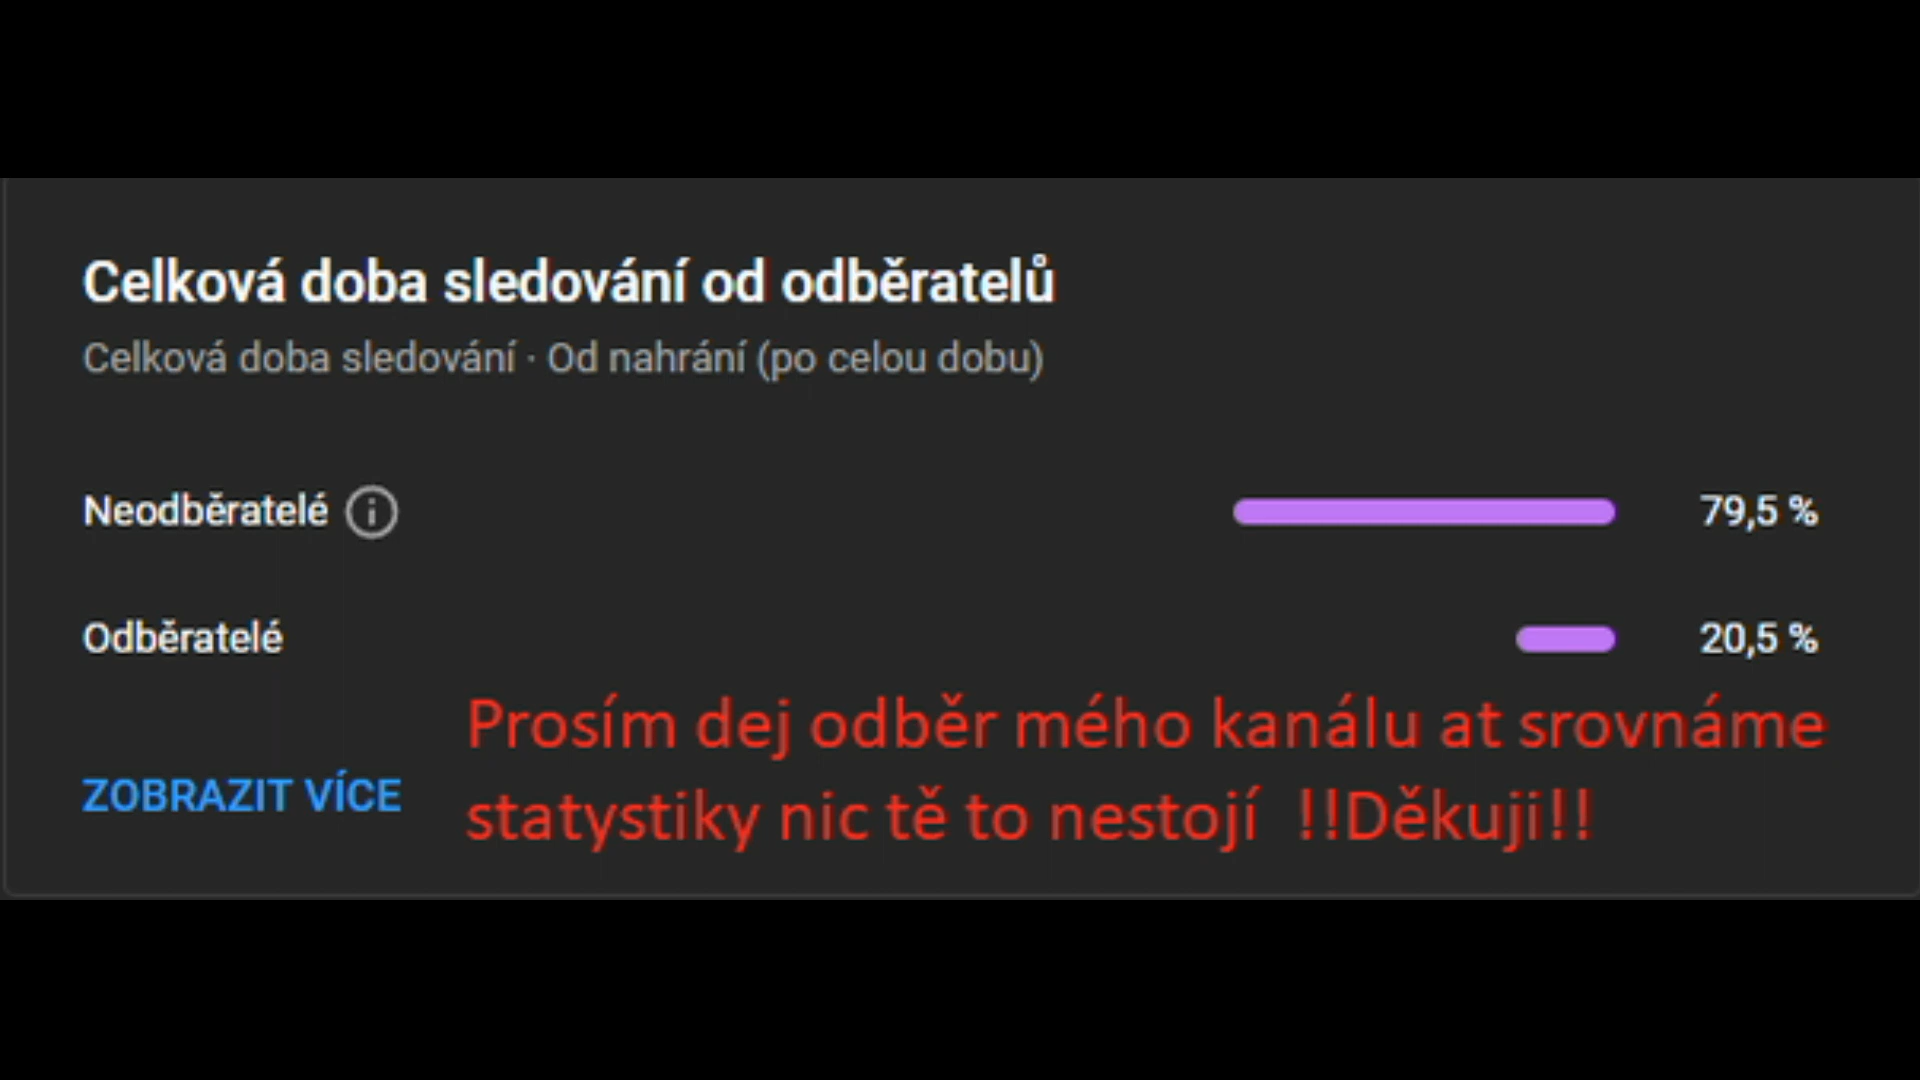 Celková doba sledování od odběratelů
Celková doba sledování · Od nahrání (po celou dobu)
Neodběratelé 79,5 %
Odběratelé 20,5 %
Prosím dej odběr mého kanálu at srovnáme
statystiky nic tě to nestojí !!Děkuji!!
ZOBRAZIT VÍCE